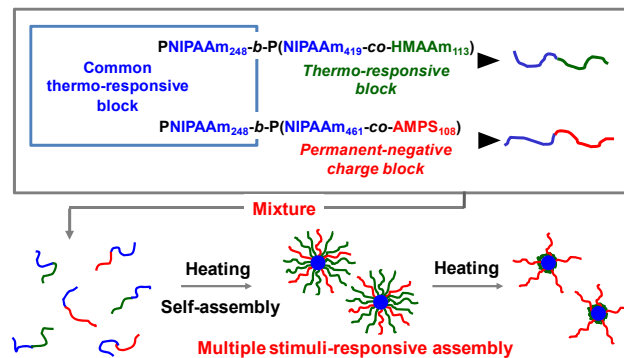 PNIPAAm248-b-P(NIPAAm419-co-HMAAm113)
Common
thermo-responsive
block
Thermo-responsive
block
PNIPAAm248-b-P(NIPAAm461-co-AMPS108)
Permanent-negative
charge block
Mixture
Heating
Self-assembly
Heating
Multiple stimuli-responsive assembly